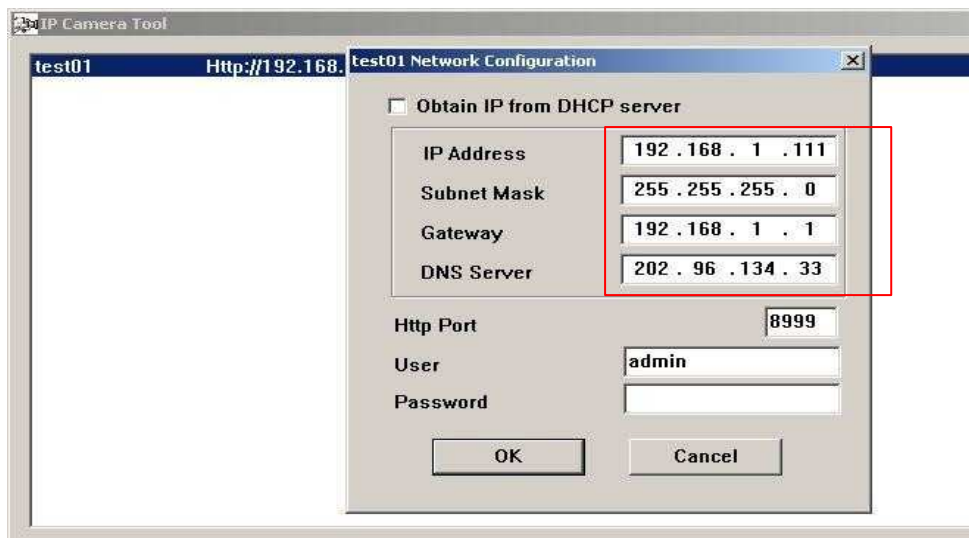 IP Camera Tool
test01 Http://192.168.
test01 Network Configuration
Obtain IP from DHCP server
IP Address 192 .168 . 1 .111
Subnet Mask 255 .255 .255 . 0
Gateway 192 .168 . 1 . 1
DNS Server 202 . 96 .134 . 33
Http Port 8999
User admin
Password
OK Cancel